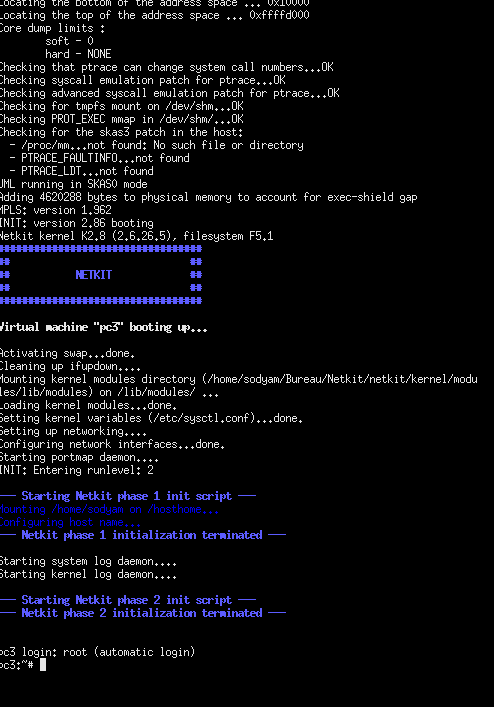 Locating the bottom of the address space ... 0x10000
Locating the top of the address space ... 0xffffd000
Core dump limits :
soft - 0
hard - NONE
Checking that ptrace can change system call numbers...OK
Checking syscall emulation patch for ptrace...OK
Checking advanced syscall emulation patch for ptrace...OK
Checking for tmpfs mount on /dev/shm...OK
Checking PROT_EXEC mmap in /dev/shm/...OK
Checking for the skas3 patch in the host:
- /proc/mm...not found: No such file or directory
- PTRACE_FAULTINFO...not found
- PTRACE_LDT...not found
UML running in SKAS0 mode
Adding 4620288 bytes to physical memory to account for exec-shield gap
MPLS: version 1.962
INIT: version 2.86 booting
Netkit kernel K2.8 (2.6.26.5), filesystem F5.1
###################################
## ##
## NETKIT ##
## ##
###################################
Virtual machine "pc3" booting up...
Activating swap...done.
Cleaning up ifupdown....
Mounting kernel modules directory (/home/sodyam/Bureau/Netkit/netkit/kernel/modu
les/lib/modules) on /lib/modules/ ...
Loading kernel modules...done.
Setting kernel variables (/etc/sysctl.conf)...done.
Setting up networking....
Configuring network interfaces...done.
Starting portmap daemon....
INIT: Entering runlevel: 2
--- Starting Netkit phase 1 init script ---
Mounting /home/sodyam on /hosthome...
Configuring host name...
--- Netkit phase 1 initialization terminated ---
Starting system log daemon....
Starting kernel log daemon....
--- Starting Netkit phase 2 init script ---
--- Netkit phase 2 initialization terminated ---
pc3 login: root (automatic login)
pc3:~#